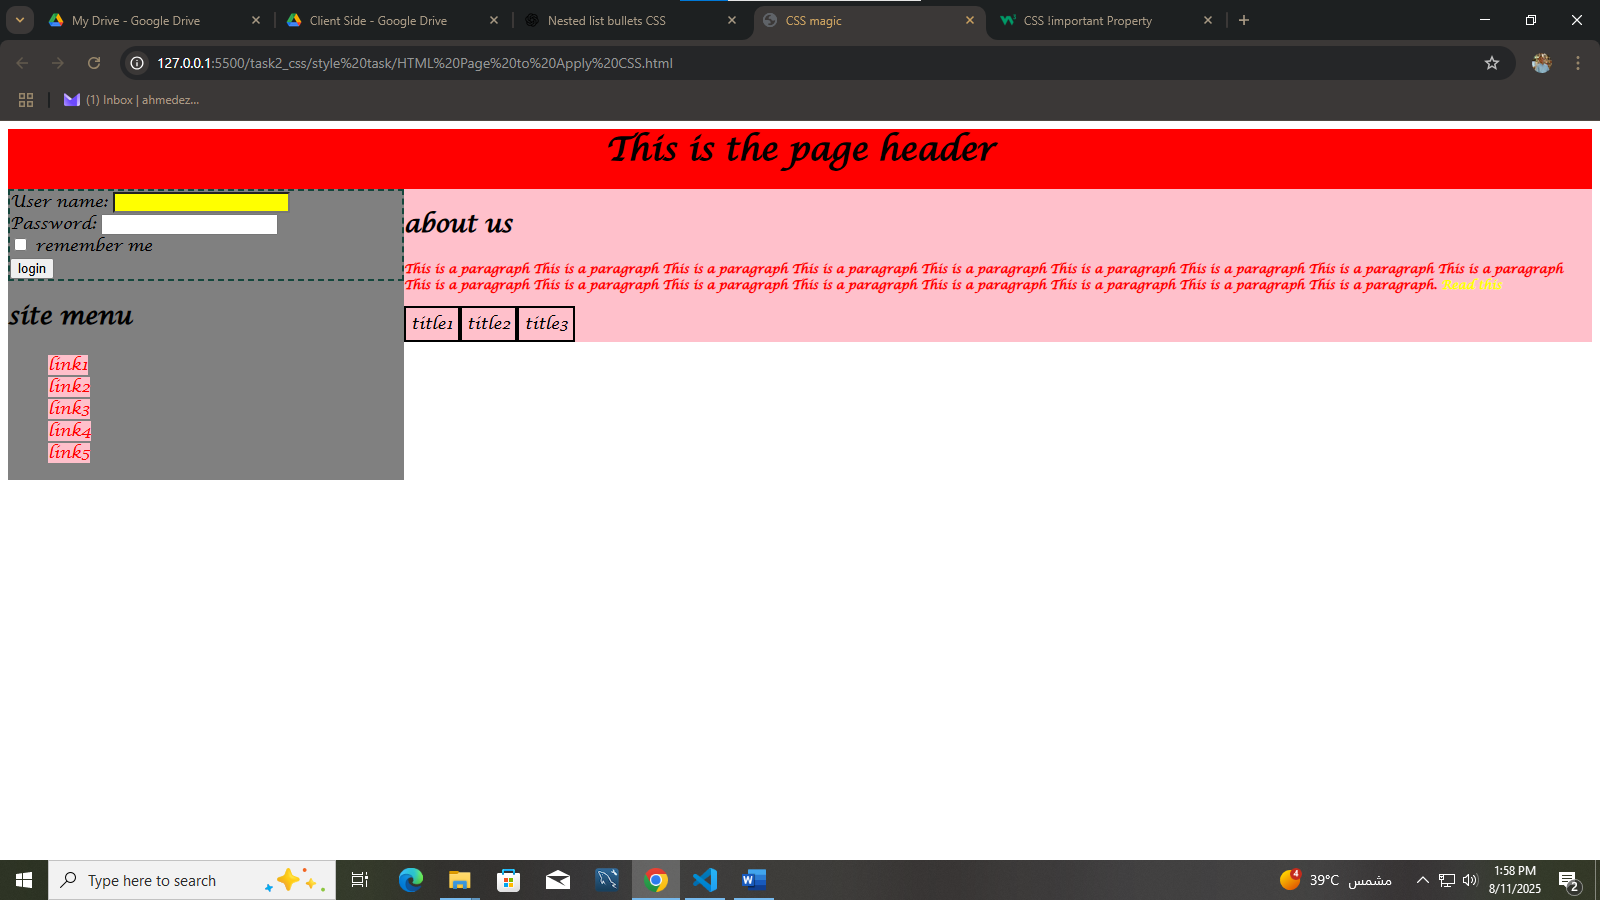 My Drive - Google Drive
Client Side - Google Drive
Nested list bullets CSS
CSS magic
CSS !important Property
127.0.0.1:5500/task2_css/style%20task/HTML%20Page%20to%20Apply%20CSS.html
(1) Inbox | ahmedez...
This is the page header
User name:
Password:
remember me
login
site menu
link1
link2
link3
link4
link5
about us
This is a paragraph This is a paragraph This is a paragraph This is a paragraph This is a paragraph This is a paragraph This is a paragraph This is a paragraph This is a paragraph
This is a paragraph This is a paragraph This is a paragraph This is a paragraph This is a paragraph This is a paragraph This is a paragraph This is a paragraph. Read this
title1 title2 title3
Type here to search
4
39°C مشمس
1:58 PM
8/11/2025
2